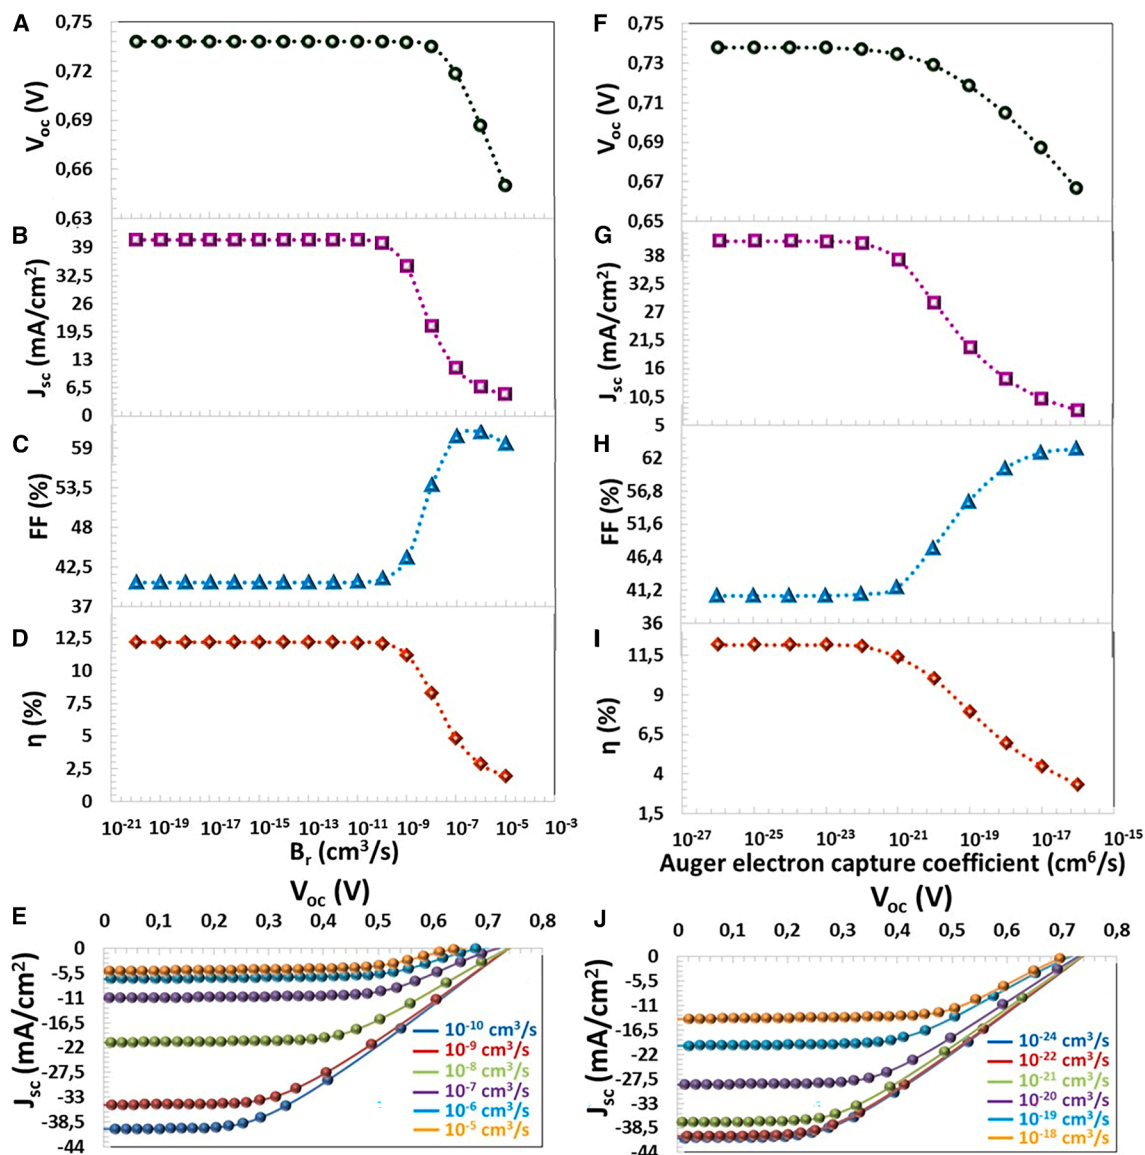 A
0,75
0,72
0,69
0,66
0,63
Voc (V)
B
39
32,5
26
19,5
13
6,5
0
Jsc (mA/cm2)
C
59
53,5
48
42,5
37
FF (%)
D
12,5
10
7,5
5
2,5
0
η (%)
10-21 10-19 10-17 10-15 10-13 10-11 10-9 10-7 10-5 10-3
Br (cm3/s)
E
Voc (V)
0 0,1 0,2 0,3 0,4 0,5 0,6 0,7 0,8
0
-5,5
-11
-16,5
-22
-27,5
-33
-38,5
-44
Jsc (mA/cm2)
10-10 cm3/s
10-9 cm3/s
10-8 cm3/s
10-7 cm3/s
10-6 cm3/s
10-5 cm3/s
F
0,75
0,73
0,71
0,69
0,67
0,65
Voc (V)
G
38
32,5
27
21,5
16
10,5
5
Jsc (mA/cm2)
H
62
56,8
51,6
46,4
41,2
36
FF (%)
I
11,5
9
6,5
4
1,5
η (%)
10-27 10-25 10-23 10-21 10-19 10-17 10-15
Auger electron capture coefficient (cm6/s)
J
Voc (V)
0 0,1 0,2 0,3 0,4 0,5 0,6 0,7 0,8
0
-5,5
-11
-16,5
-22
-27,5
-33
-38,5
-44
Jsc (mA/cm2)
10-24 cm3/s
10-22 cm3/s
10-21 cm3/s
10-20 cm3/s
10-19 cm3/s
10-18 cm3/s